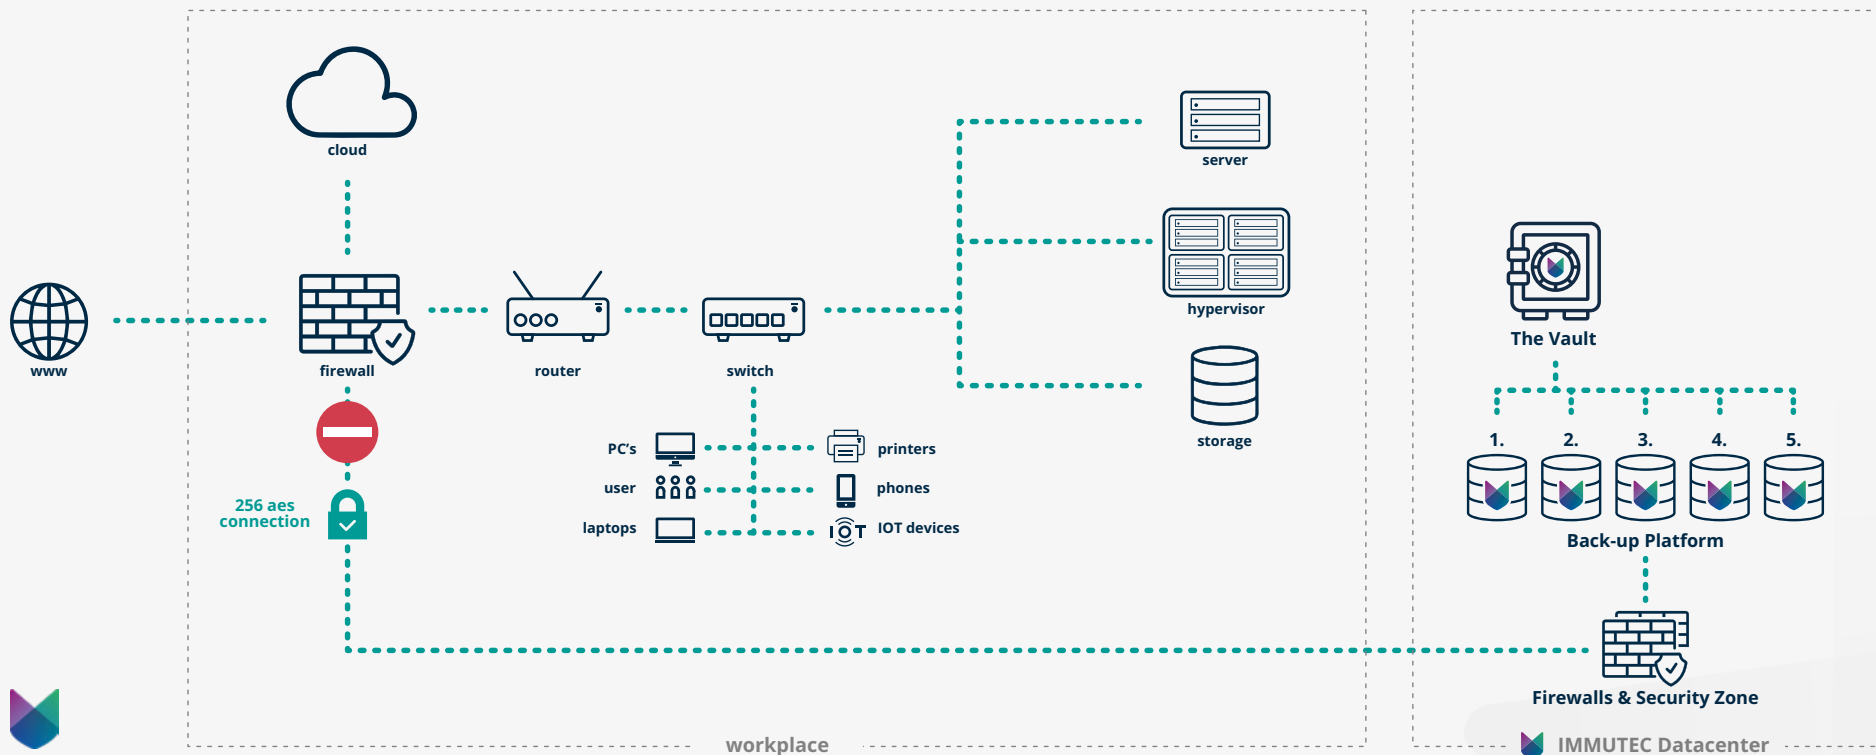 cloud
www
firewall
router
switch
server
hypervisor
storage
PC's
user
laptops
printers
phones
IOT devices
256 aes
connection
The Vault
1.
2.
3.
4.
5.
Back-up Platform
Firewalls & Security Zone
workplace
IMMUTEC Datacenter